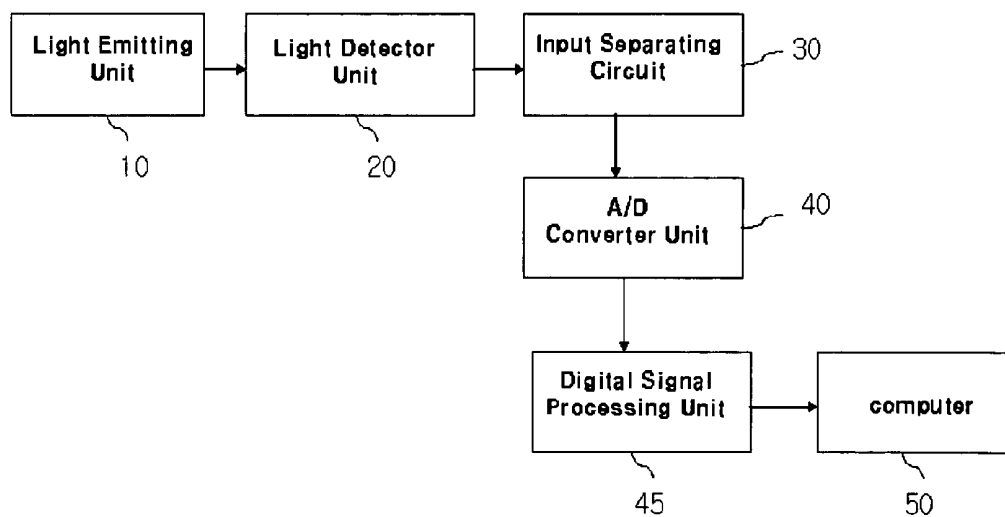 Light Emitting
Unit
10
Light Detector
Unit
20
Input Separating
Circuit
30
A/D
Converter Unit
40
Digital Signal
Processing Unit
45
computer
50